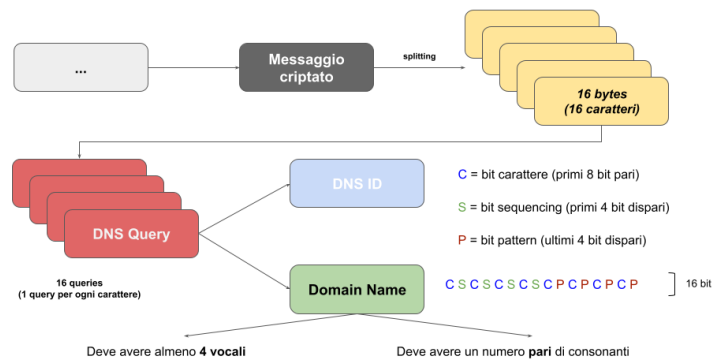 ...
Messaggio
criptato
splitting
16 bytes
(16 caratteri)
DNS Query
DNS ID
C = bit carattere (primi 8 bit pari)
S = bit sequencing (primi 4 bit dispari)
P = bit pattern (ultimi 4 bit dispari)
16 queries
(1 query per ogni carattere)
Domain Name
C S C S C S C S C P C P C P C P
16 bit
Deve avere almeno 4 vocali
Deve avere un numero pari di consonanti